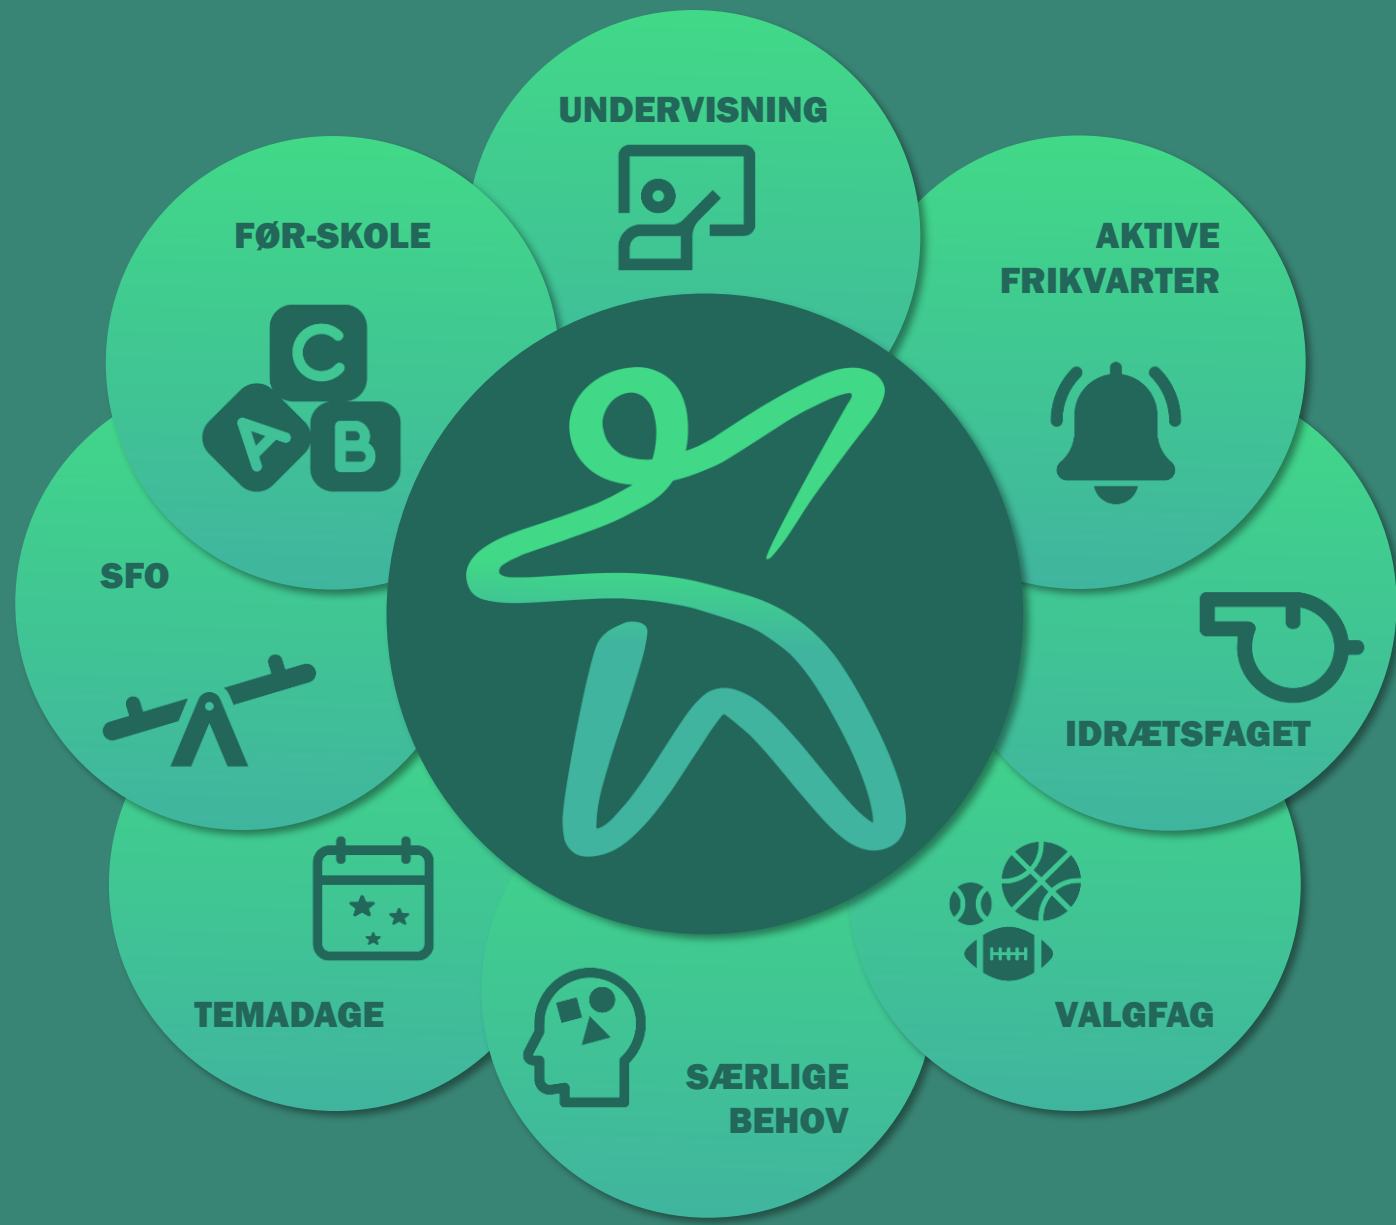 UNDERVISNING
FØR-SKOLE
AKTIVE
FRIKVARTER
C
A
B
SFO
IDRÆTSFAGET
TEMADAGE
VALGFAG
SÆRLIGE
BEHOV